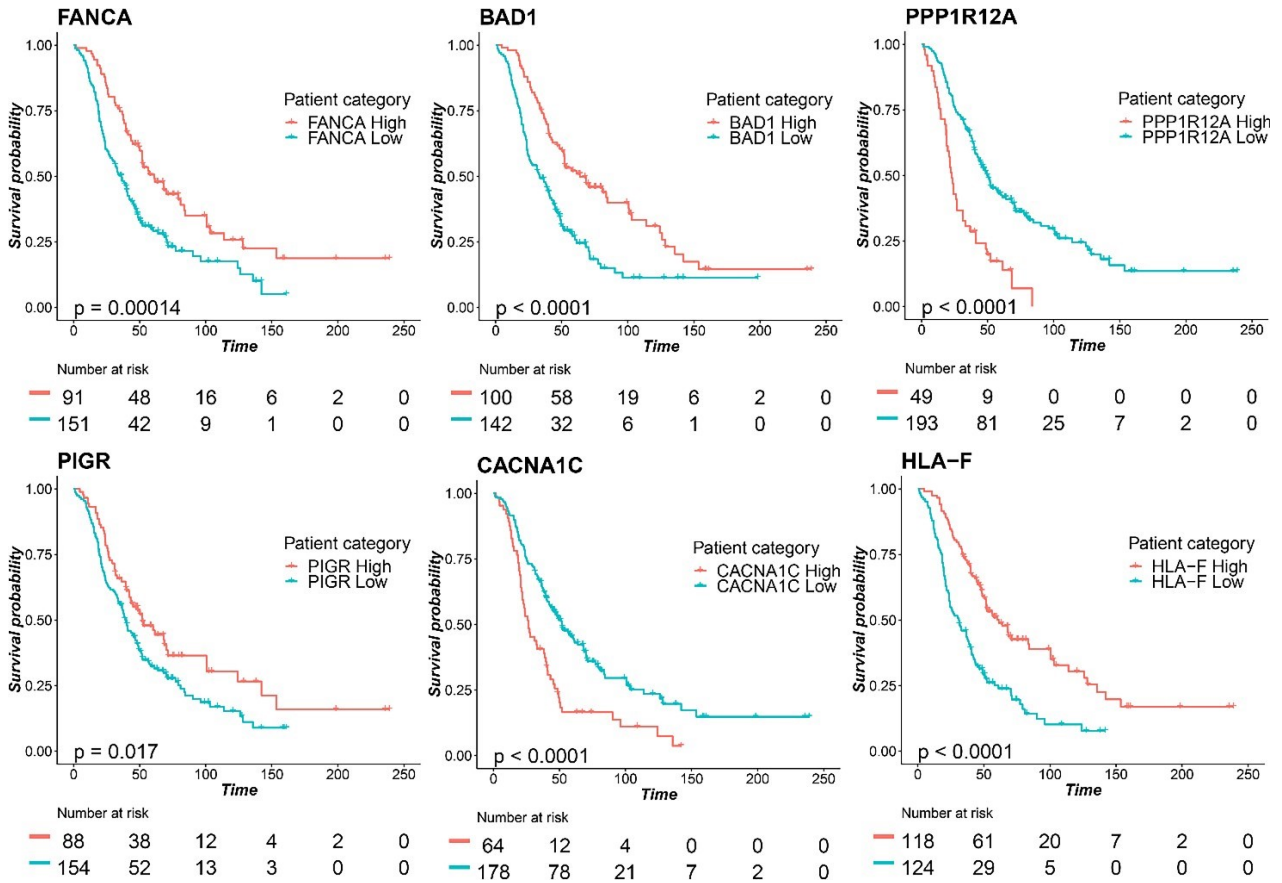 FANCA
Survival probability
1.00
0.75
0.50
0.25
0.00
Patient category
FANCA High
FANCA Low
p = 0.00014
0 50 100 150 200 250
Time
Number at risk
91 48 16 6 2 0
151 42 9 1 0 0
BAD1
Survival probability
1.00
0.75
0.50
0.25
0.00
Patient category
BAD1 High
BAD1 Low
p < 0.0001
0 50 100 150 200 250
Time
Number at risk
100 58 19 6 2 0
142 32 6 1 0 0
PPP1R12A
Survival probability
1.00
0.75
0.50
0.25
0.00
Patient category
PPP1R12A High
PPP1R12A Low
p < 0.0001
0 50 100 150 200 250
Time
Number at risk
49 9 0 0 0 0
193 81 25 7 2 0
PIGR
Survival probability
1.00
0.75
0.50
0.25
0.00
Patient category
PIGR High
PIGR Low
p = 0.017
0 50 100 150 200 250
Time
Number at risk
88 38 12 4 2 0
154 52 13 3 0 0
CACNA1C
Survival probability
1.00
0.75
0.50
0.25
0.00
Patient category
CACNA1C High
CACNA1C Low
p < 0.0001
0 50 100 150 200 250
Time
Number at risk
64 12 4 0 0 0
178 78 21 7 2 0
HLA−F
Survival probability
1.00
0.75
0.50
0.25
0.00
Patient category
HLA−F High
HLA−F Low
p < 0.0001
0 50 100 150 200 250
Time
Number at risk
118 61 20 7 2 0
124 29 5 0 0 0